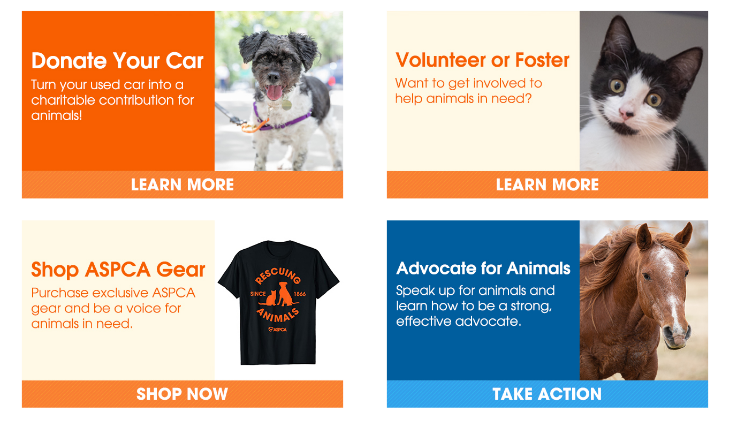 Donate Your Car
Turn your used car into a
charitable contribution for
animals!
LEARN MORE
Volunteer or Foster
Want to get involved to
help animals in need?
LEARN MORE
Shop ASPCA Gear
Purchase exclusive ASPCA
gear and be a voice for
animals in need.
RESCUING
SINCE 1866
ANIMALS
ASPCA
SHOP NOW
Advocate for Animals
Speak up for animals and
learn how to be a strong,
effective advocate.
TAKE ACTION